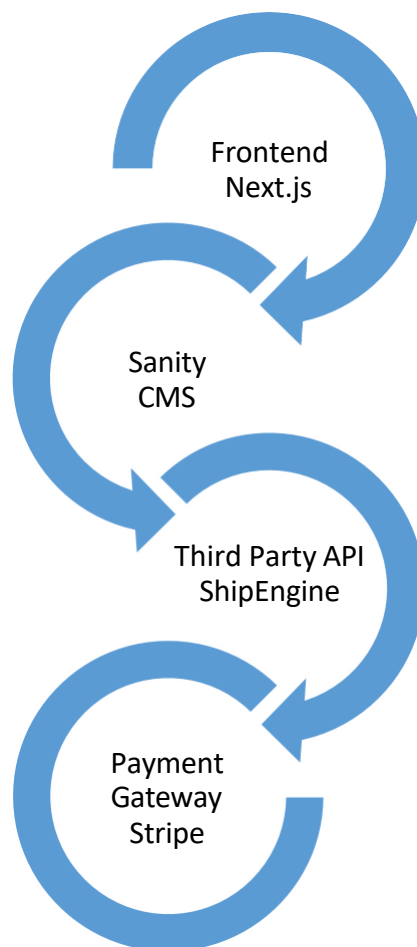 Frontend
Next.js
Sanity
CMS
Third Party API
ShipEngine
Payment
Gateway
Stripe